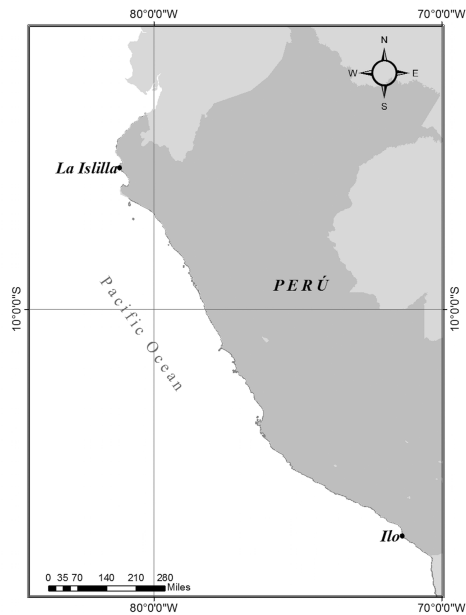 80°0'0"W 70°0'0"W
N
W E
S
La Islilla
PERÚ
10°0'0"S 10°0'0"S
Pacific Ocean
Ilo
0 35 70 140 210 280
Miles
80°0'0"W 70°0'0"W